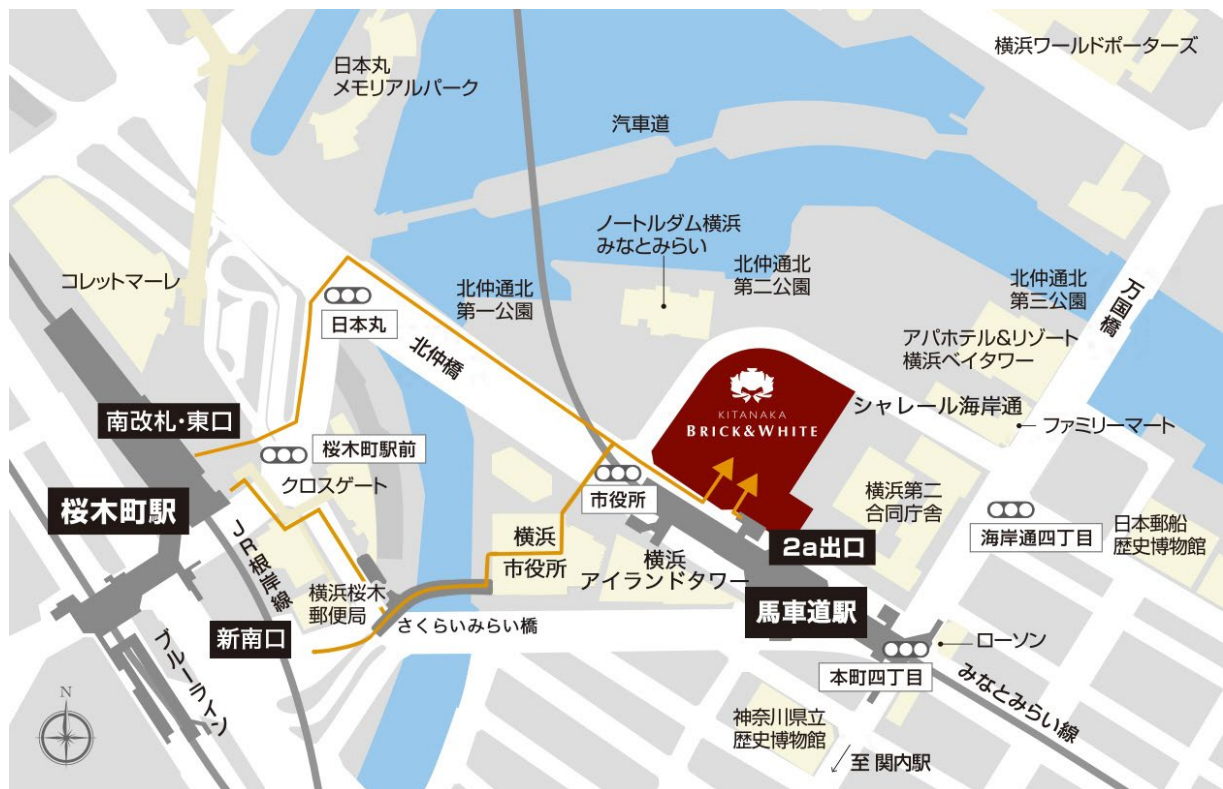 横浜ワールドポーターズ
日本丸
メモリアルパーク
汽車道
ノートルダム横浜
みなとみらい
コレットマーレ
北仲通北
第一公園
北仲通北
第二公園
北仲通北
第三公園
万国橋
日本丸
北仲橋
アパホテル&リゾート
横浜ベイタワー
KITANAKA
BRICK&WHITE
シャレール海岸通
ファミリーマート
南改札・東口
桜木町駅前
クロスゲート
市役所
横浜第二
合同庁舎
海岸通四丁目
日本郵船
歴史博物館
桜木町駅
JR根岸線
横浜
市役所
横浜
アイランドタワー
2a出口
馬車道駅
横浜桜木
郵便局
さくらいみらい橋
新南口
ブルーライン
ローソン
本町四丁目
みなとみらい線
神奈川県立
歴史博物館
至 関内駅
N